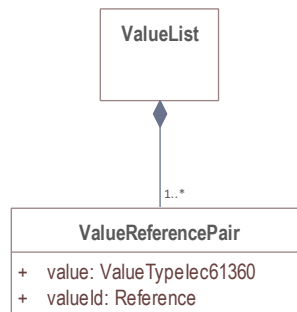 ValueList
1..*
ValueReferencePair
+ value: ValueTypeIec61360
+ valueId: Reference